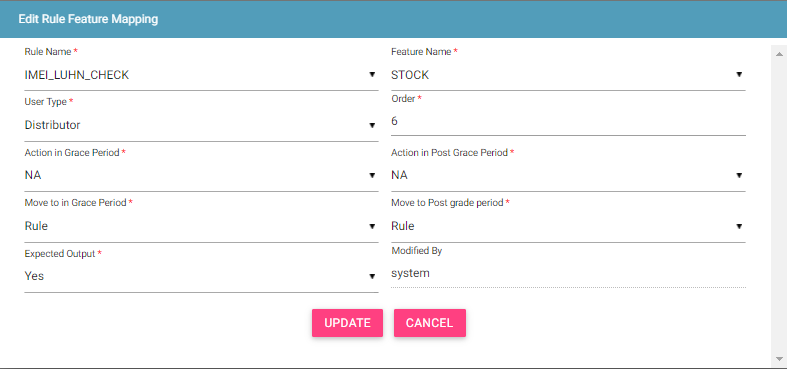 Edit Rule Feature Mapping
Rule Name *
Feature Name *
IMEI_LUHN_CHECK
STOCK
User Type *
Order *
Distributor
6
Action in Grace Period *
Action in Post Grace Period *
NA
NA
Move to in Grace Period *
Move to Post grade period *
Rule
Rule
Expected Output *
Modified By
Yes
system
UPDATE
CANCEL